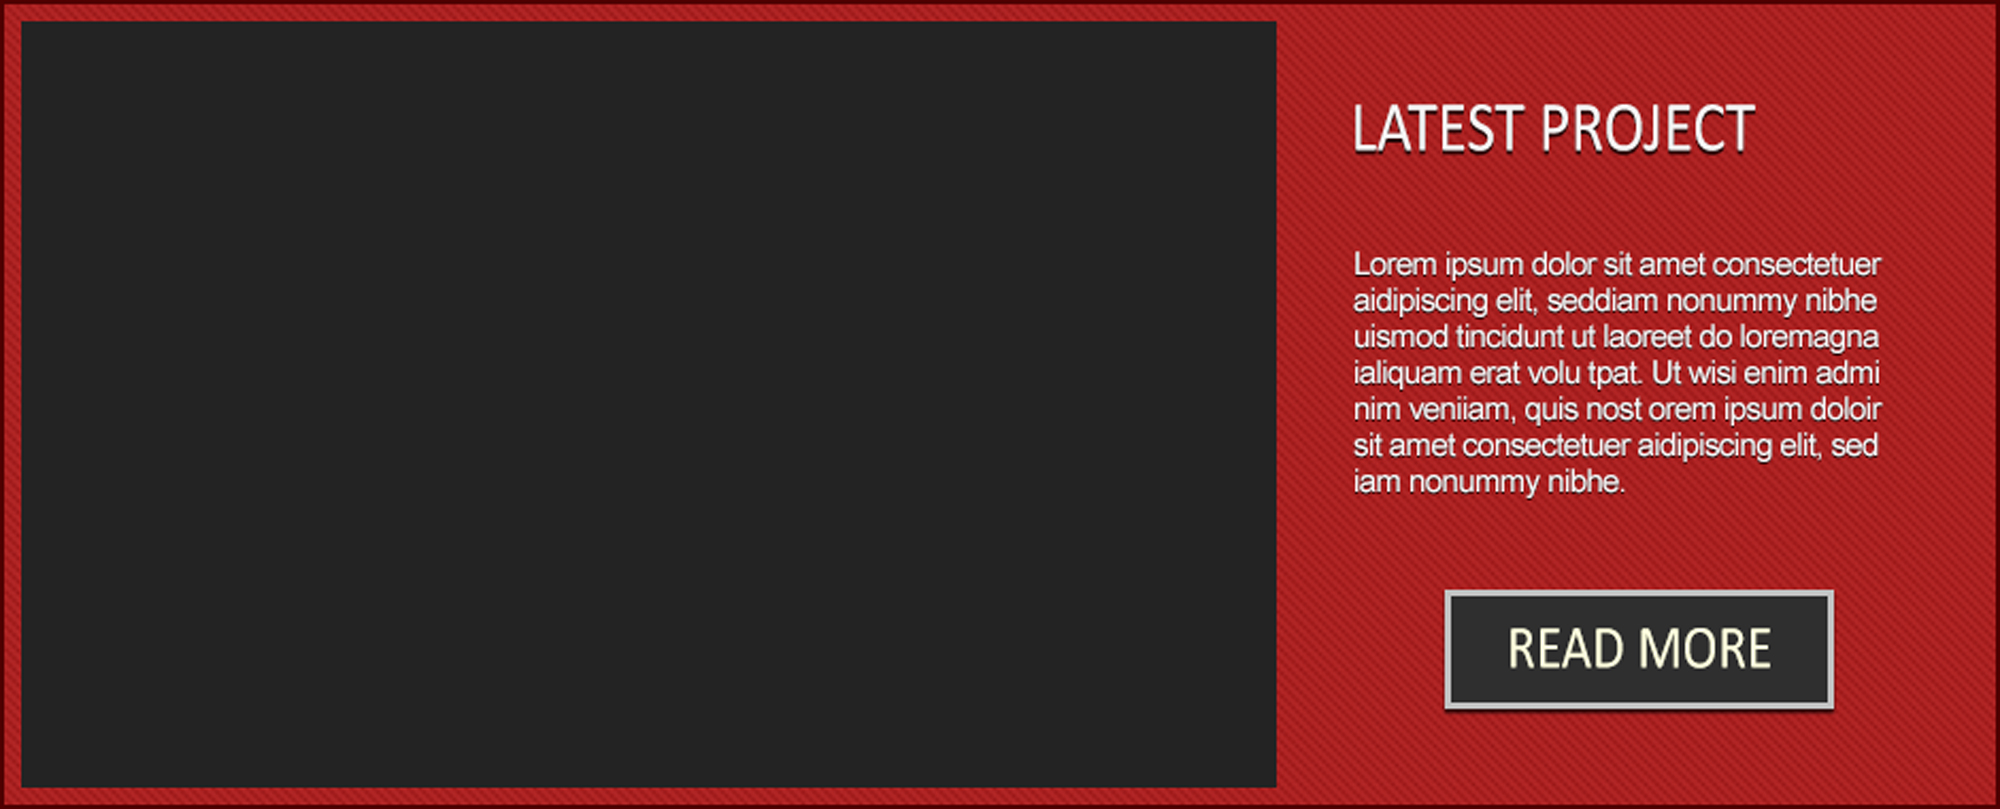 LATEST PROJECT
Lorem ipsum dolor sit amet consectetuer
aidipiscing elit, seddiam nonummy nibhe
uismod tincidunt ut laoreet do loremagna
ialiquam erat volu tpat. Ut wisi enim admi
nim veniiam, quis nost orem ipsum doloir
sit amet consectetuer aidipiscing elit, sed
iam nonummy nibhe.
READ MORE